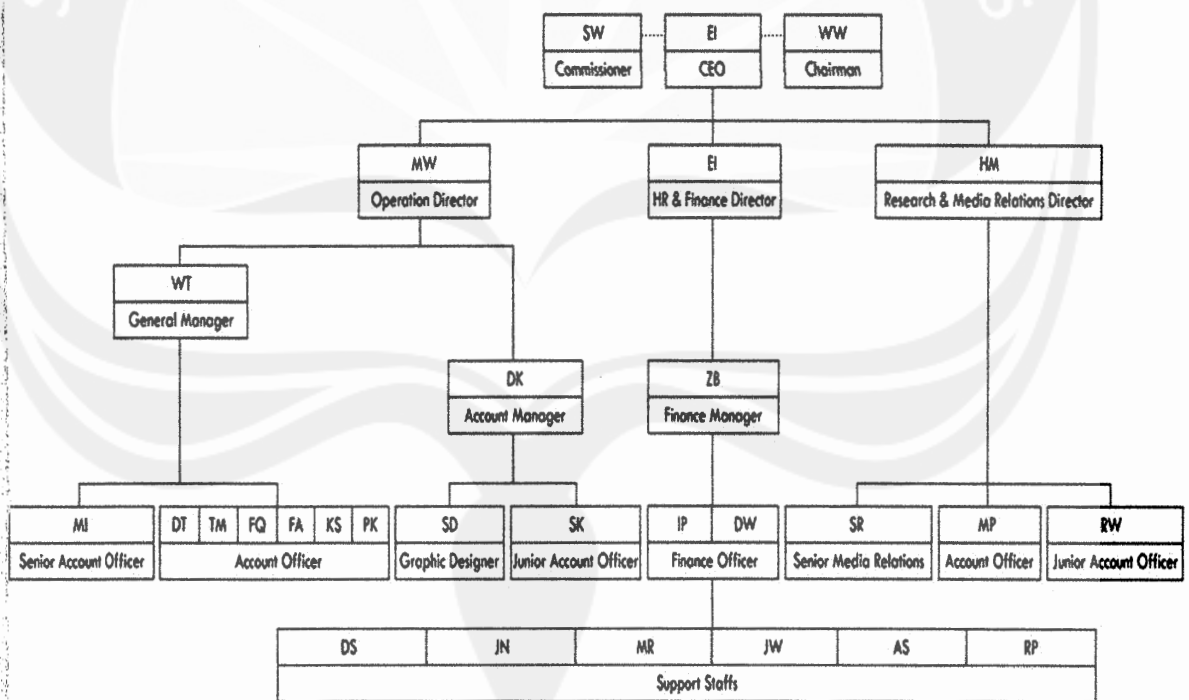 SW EI WW
Commissioner CEO Chairman
MW EI HM
Operation Director HR & Finance Director Research & Media Relations Director
WT
General Manager
DK ZB
Account Manager Finance Manager
MI DT TM FQ FA KS PK SD SK IP DW SR MP RW
Senior Account Officer Account Officer Graphic Designer Junior Account Officer Finance Officer Senior Media Relations Account Officer Junior Account Officer
DS JN MR JW AS RP
Support Staffs